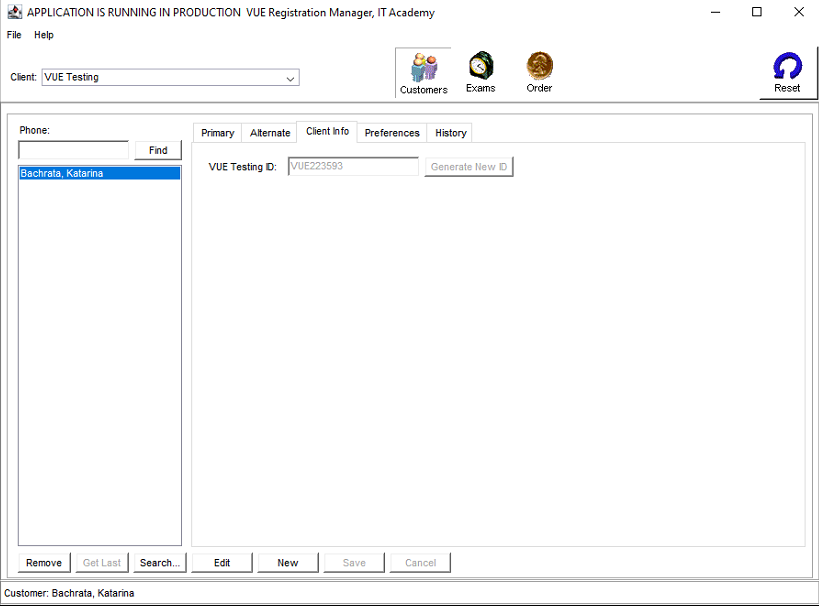 APPLICATION IS RUNNING IN PRODUCTION  VUE Registration Manager, IT Academy
File Help
Client: VUE Testing
Customers Exams Order Reset
Phone:
Find
Bachrata, Katarina
Primary Alternate Client Info Preferences History
VUE Testing ID: VUE223593 Generate New ID
Remove Get Last Search... Edit New Save Cancel
Customer: Bachrata, Katarina